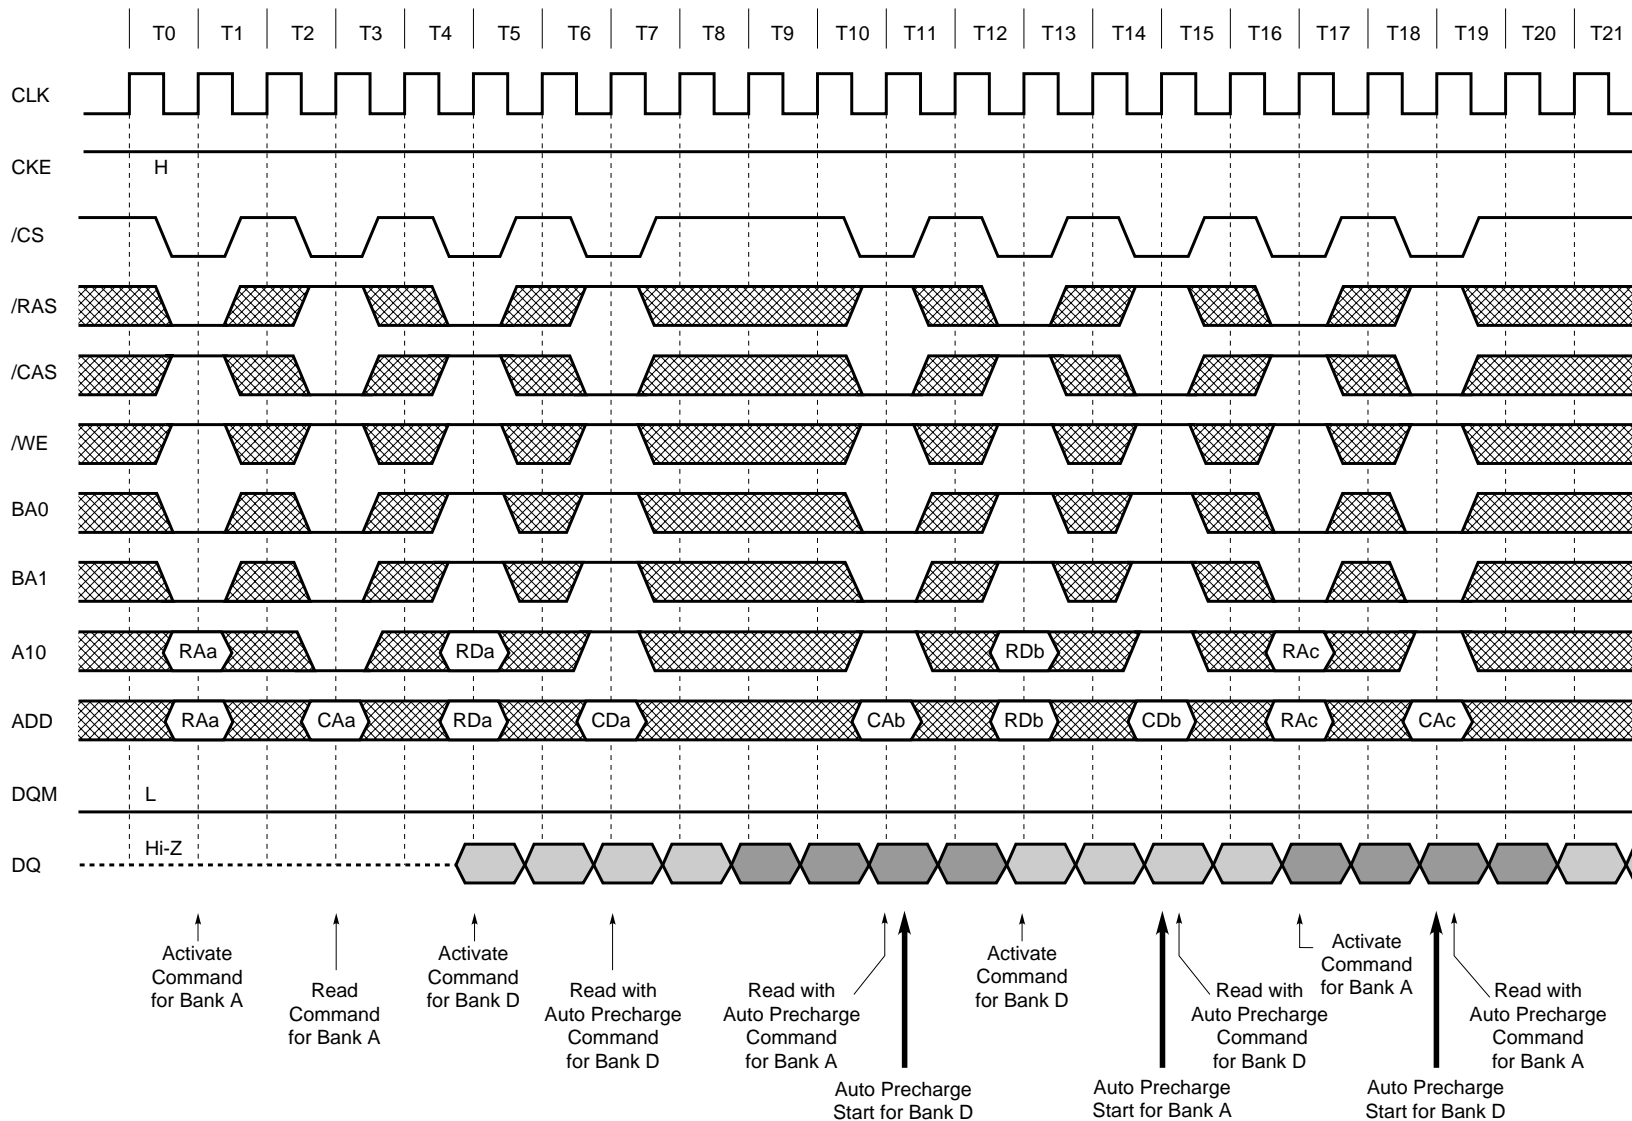 T0 T1 T2 T3 T4 T5 T6 T7 T8 T9 T10 T11 T12 T13 T14 T15 T16 T17 T18 T19 T20 T21
CLK
CKE H
/CS
/RAS
/CAS
/WE
BA0
BA1
A10 RAa RDa RDb RAc
ADD RAa CAa RDa CDa CAb RDb CDb RAc CAc
DQM L
DQ Hi-Z
Activate
Command
for Bank A
Read
Command
for Bank A
Activate
Command
for Bank D
Read with
Auto Precharge
Command
for Bank D
Read with
Auto Precharge
Command
for Bank A
Auto Precharge
Start for Bank D
Activate
Command
for Bank D
Auto Precharge
Start for Bank A
Read with
Auto Precharge
Command
for Bank D
Activate
Command
for Bank A
Auto Precharge
Start for Bank D
Read with
Auto Precharge
Command
for Bank A